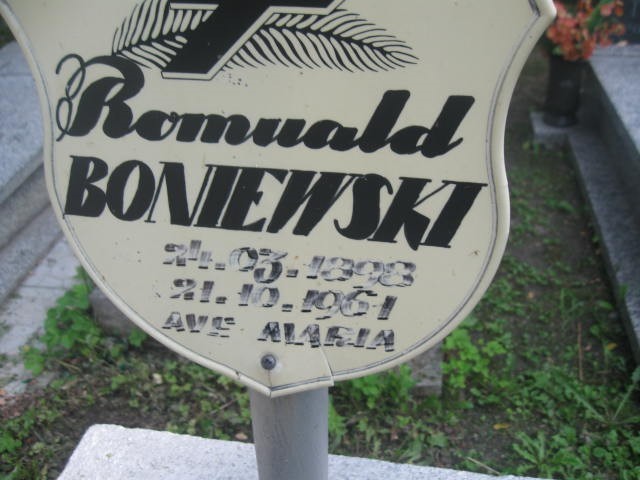 Romuald
BONIEWSKI
24.03.1898
21.10.1961
AVE MARIA